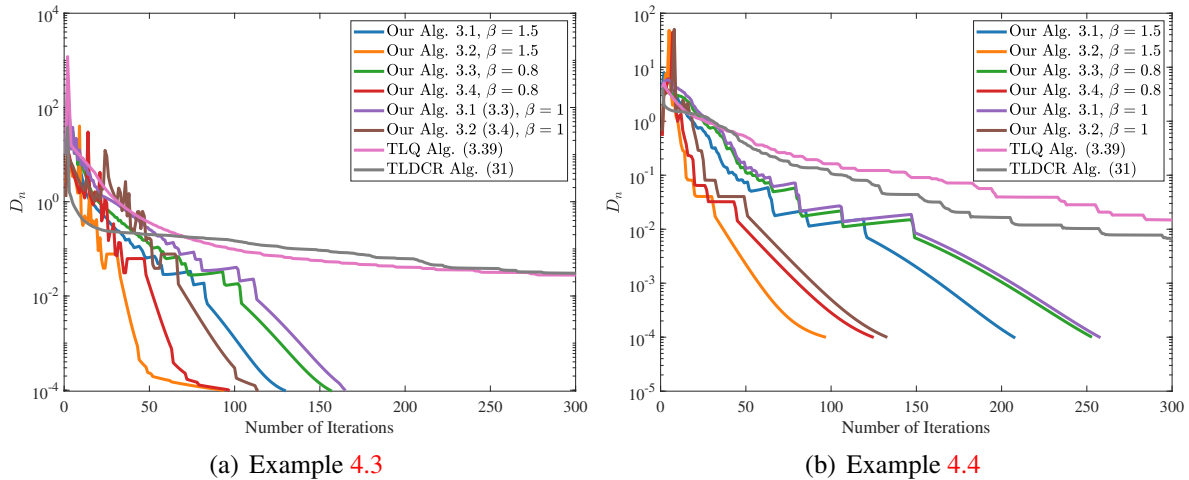 10^4
10^2
10^0
10^-2
10^-4
D_n
0
50
100
150
200
250
300
Number of Iterations
Our Alg. 3.1, β = 1.5
Our Alg. 3.2, β = 1.5
Our Alg. 3.3, β = 0.8
Our Alg. 3.4, β = 0.8
Our Alg. 3.1 (3.3), β = 1
Our Alg. 3.2 (3.4), β = 1
TLQ Alg. (3.39)
TLDCR Alg. (31)
(a) Example 4.3
10^2
10^1
10^0
10^-1
10^-2
10^-3
10^-4
10^-5
D_n
0
50
100
150
200
250
300
Number of Iterations
Our Alg. 3.1, β = 1.5
Our Alg. 3.2, β = 1.5
Our Alg. 3.3, β = 0.8
Our Alg. 3.4, β = 0.8
Our Alg. 3.1, β = 1
Our Alg. 3.2, β = 1
TLQ Alg. (3.39)
TLDCR Alg. (31)
(b) Example 4.4